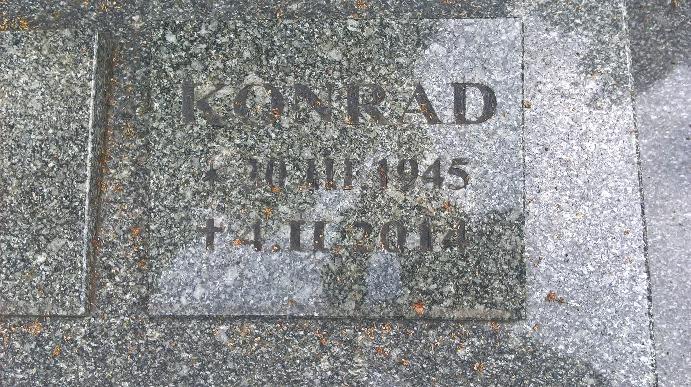 KONRAD
★ 20 III 1945
† 4. II. 2014